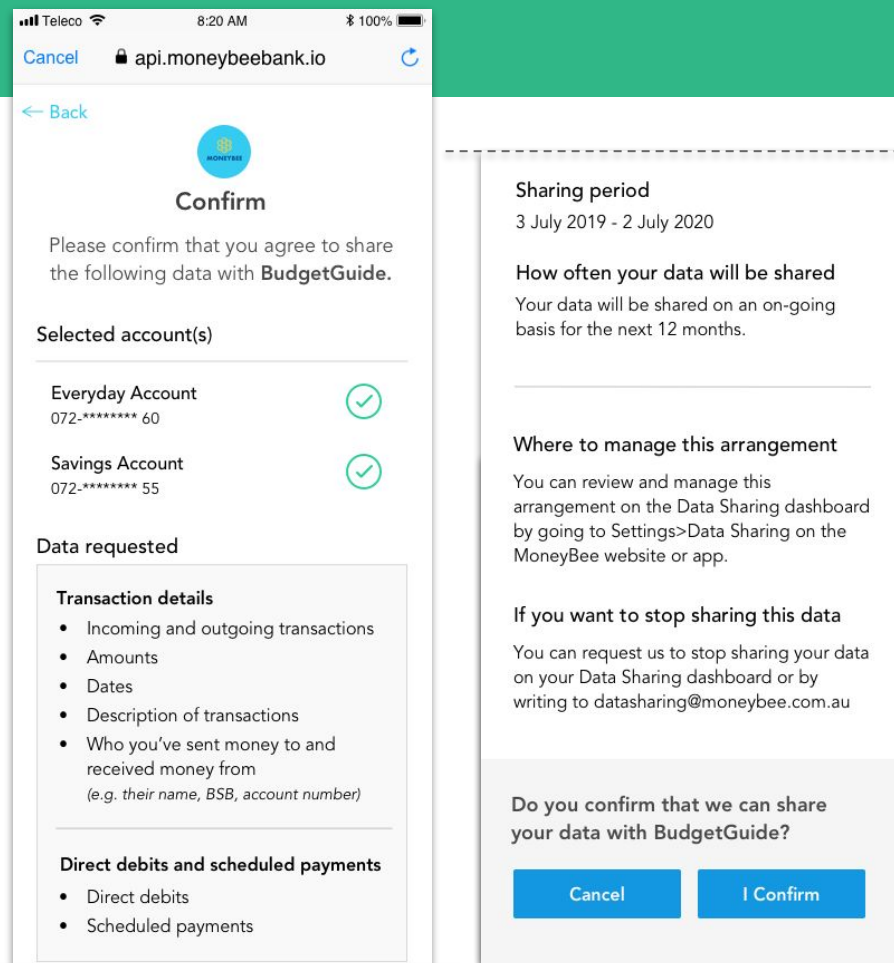 Teleco 8:20 AM 100%
Cancel api.moneybeebank.io
← Back
MONEYBEE
Confirm
Please confirm that you agree to share
the following data with BudgetGuide.
Selected account(s)
Everyday Account
072-******** 60
Savings Account
072-******** 55
Data requested
Transaction details
• Incoming and outgoing transactions
• Amounts
• Dates
• Description of transactions
• Who you’ve sent money to and
received money from
(e.g. their name, BSB, account number)
Direct debits and scheduled payments
• Direct debits
• Scheduled payments
Sharing period
3 July 2019 - 2 July 2020
How often your data will be shared
Your data will be shared on an on-going
basis for the next 12 months.
Where to manage this arrangement
You can review and manage this
arrangement on the Data Sharing dashboard
by going to Settings>Data Sharing on the
MoneyBee website or app.
If you want to stop sharing this data
You can request us to stop sharing your data
on your Data Sharing dashboard or by
writing to datasharing@moneybee.com.au
Do you confirm that we can share
your data with BudgetGuide?
Cancel I Confirm